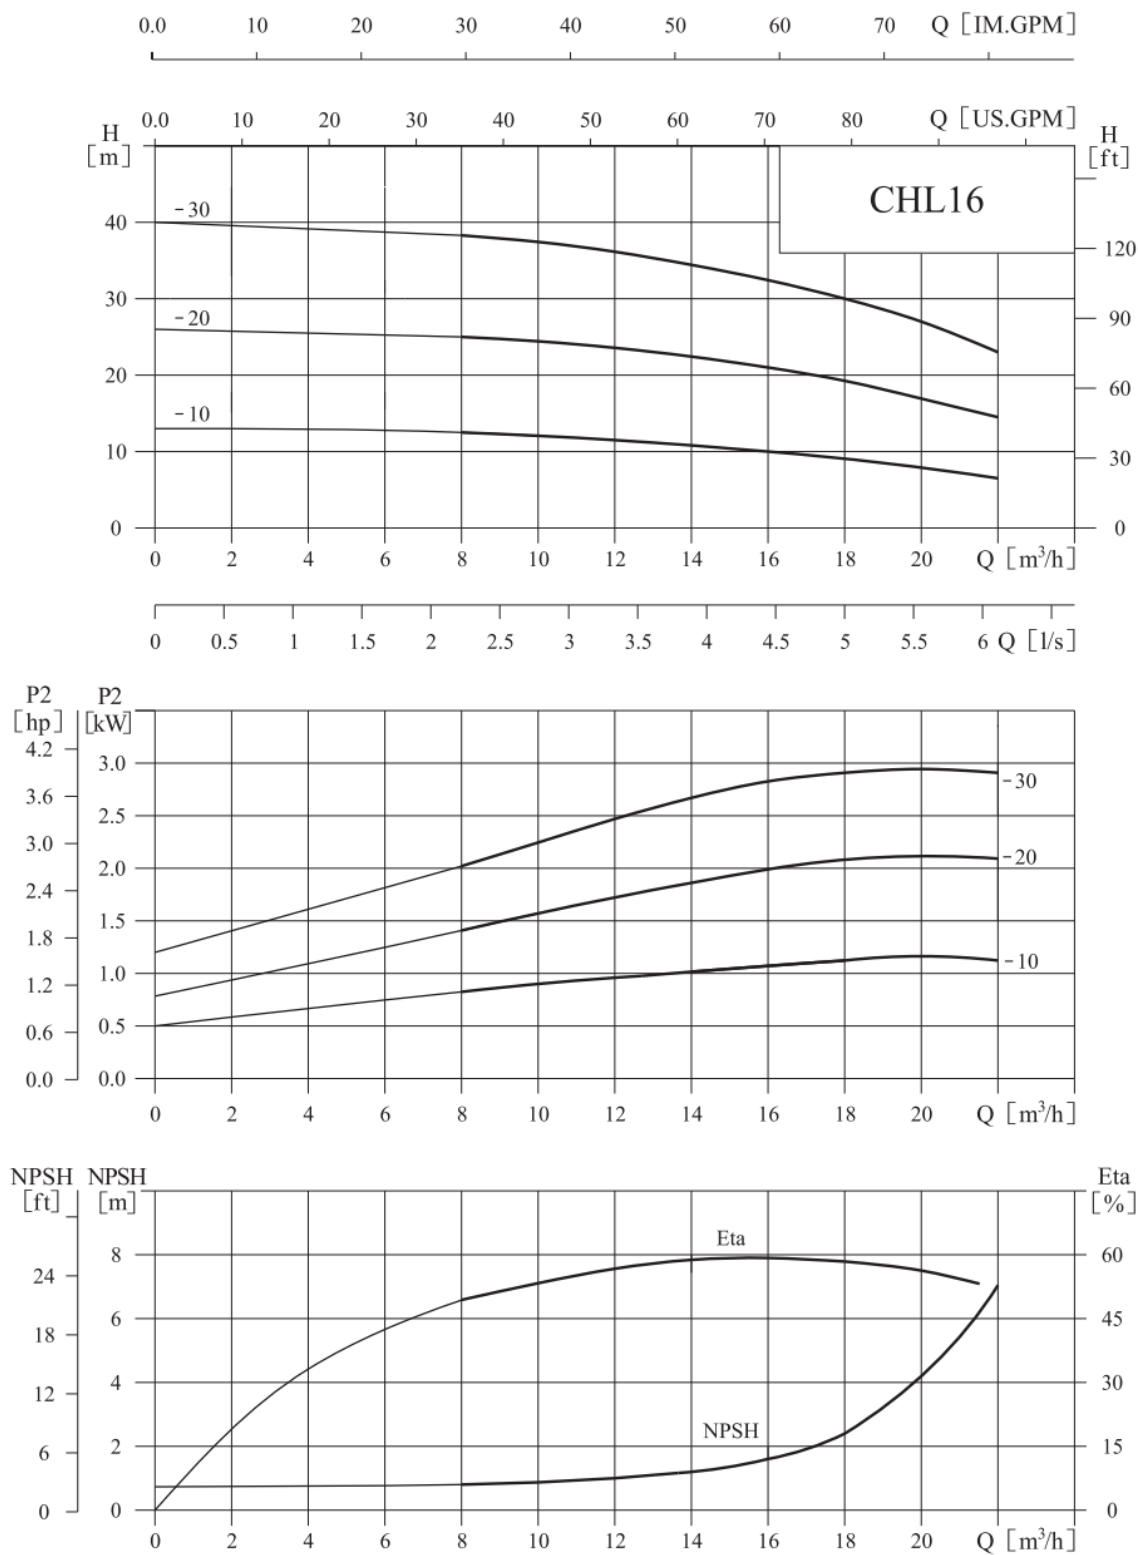 0.0 10 20 30 40 50 60 70 Q [IM.GPM]
0.0 10 20 30 40 50 60 70 80 Q [US.GPM]
H
[m]
H
[ft]
CHL16
-30
40
120
30
90
-20
20
60
-10
10
30
0
0
0 2 4 6 8 10 12 14 16 18 20 Q [m³/h]
0 0.5 1 1.5 2 2.5 3 3.5 4 4.5 5 5.5 6 Q [l/s]
P2
[hp]
P2
[kW]
4.2
3.0
3.6
-30
2.5
3.0
2.0
-20
2.4
1.5
1.8
1.0
-10
1.2
0.5
0.6
0.0
0.0
0 2 4 6 8 10 12 14 16 18 20 Q [m³/h]
NPSH
[ft]
NPSH
[m]
Eta
[%]
Eta
8
60
24
6
45
18
4
30
12
NPSH
2
15
6
0
0
0
0 2 4 6 8 10 12 14 16 18 20 Q [m³/h]